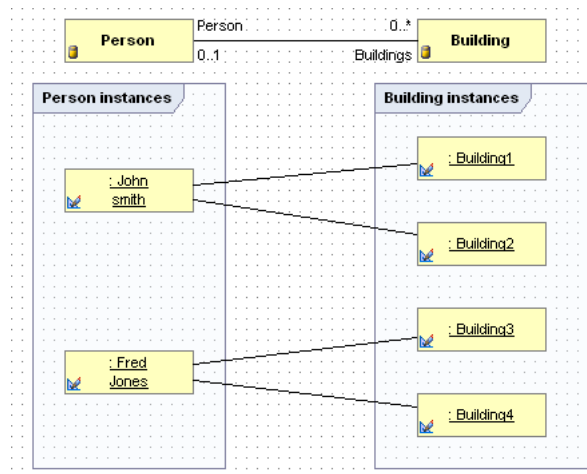 Person
Person
0..1
0..*
Buildings
Building
Person instances
Building instances
: John
smith
: Building1
: Building2
: Fred
Jones
: Building3
: Building4